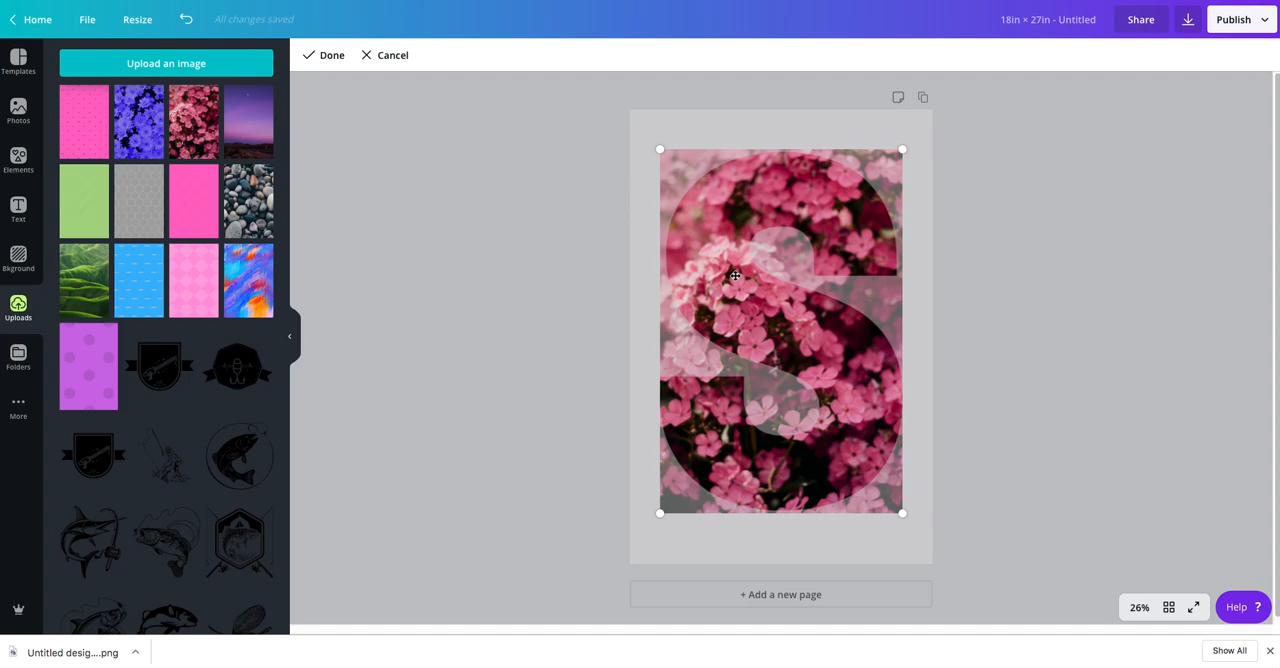 Home File Resize All changes saved 18in × 27in - Untitled Share Publish
Upload an image
Done Cancel
Templates
Photos
Elements
Text
Bkground
Uploads
Folders
More
S
+ Add a new page
26% Help ?
Untitled desig....png Show All